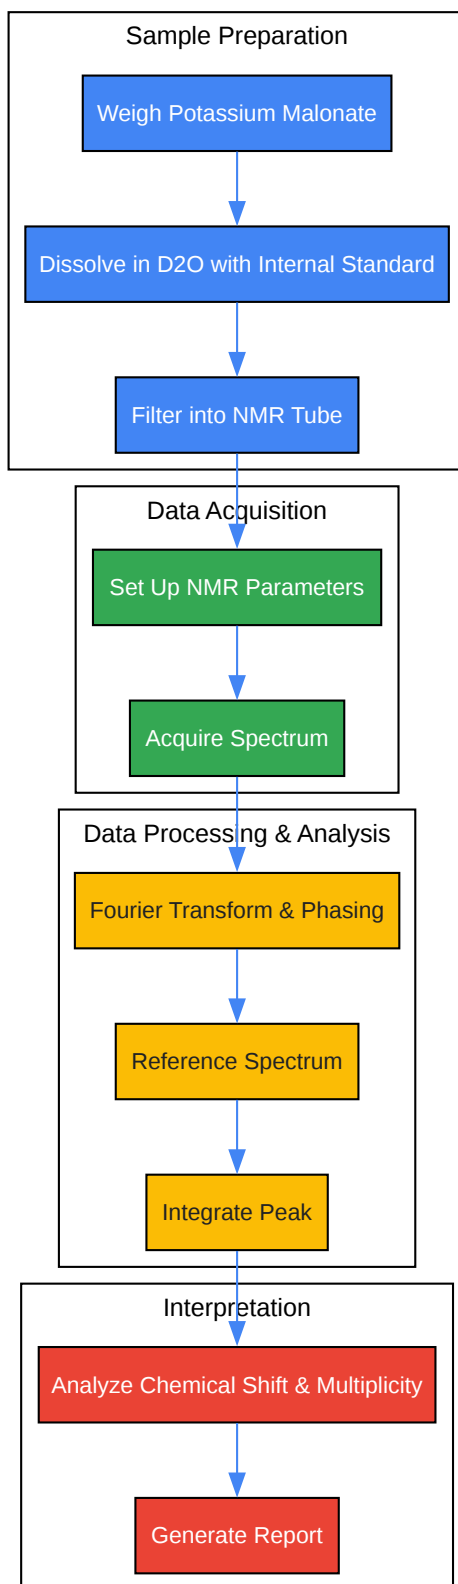 Sample Preparation
Weigh Potassium Malonate
Dissolve in D2O with Internal Standard
Filter into NMR Tube
Data Acquisition
Set Up NMR Parameters
Acquire Spectrum
Data Processing & Analysis
Fourier Transform & Phasing
Reference Spectrum
Integrate Peak
Interpretation
Analyze Chemical Shift & Multiplicity
Generate Report